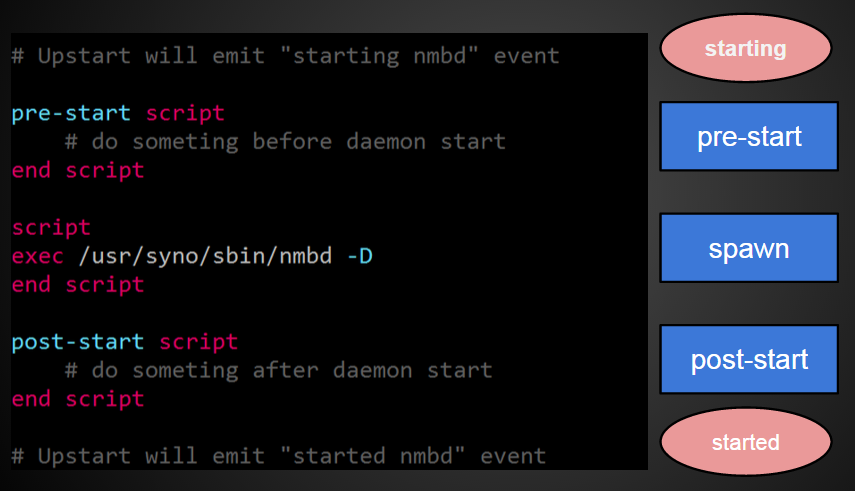 # Upstart will emit "starting nmbd" event
pre-start script
# do someting before daemon start
end script
script
exec /usr/syno/sbin/nmbd -D
end script
post-start script
# do someting after daemon start
end script
# Upstart will emit "started nmbd" event
starting
pre-start
spawn
post-start
started